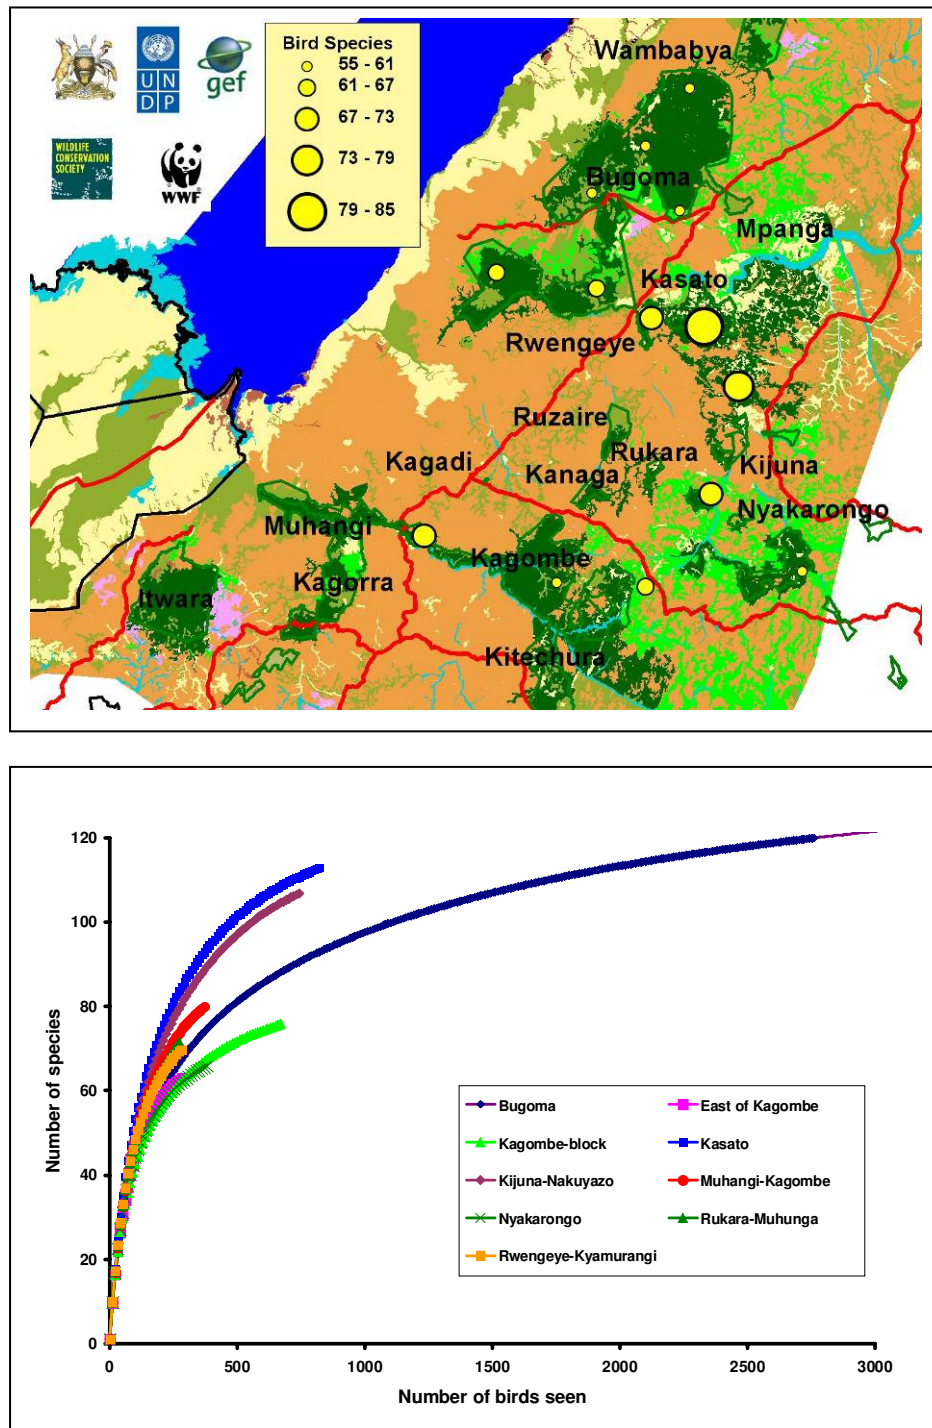 UN
DP
gef
WILDLIFE
CONSERVATION
SOCIETY
WWF
Bird Species
55 - 61
61 - 67
67 - 73
73 - 79
79 - 85
Wambabya
Bugoma
Mpanga
Kasato
Rwengeye
Ruzaire
Rukara
Kagadi
Kanaga
Kijuna
Nyakarongo
Muhangi
Kagombe
Kagorra
Itwara
Kitechura
120
100
80
60
40
20
0
Number of species
0 500 1000 1500 2000 2500 3000
Number of birds seen
Bugoma
East of Kagombe
Kagombe-block
Kasato
Kijuna-Nakuyazo
Muhangi-Kagombe
Nyakarongo
Rukara-Muhunga
Rwengeye-Kyamurangi